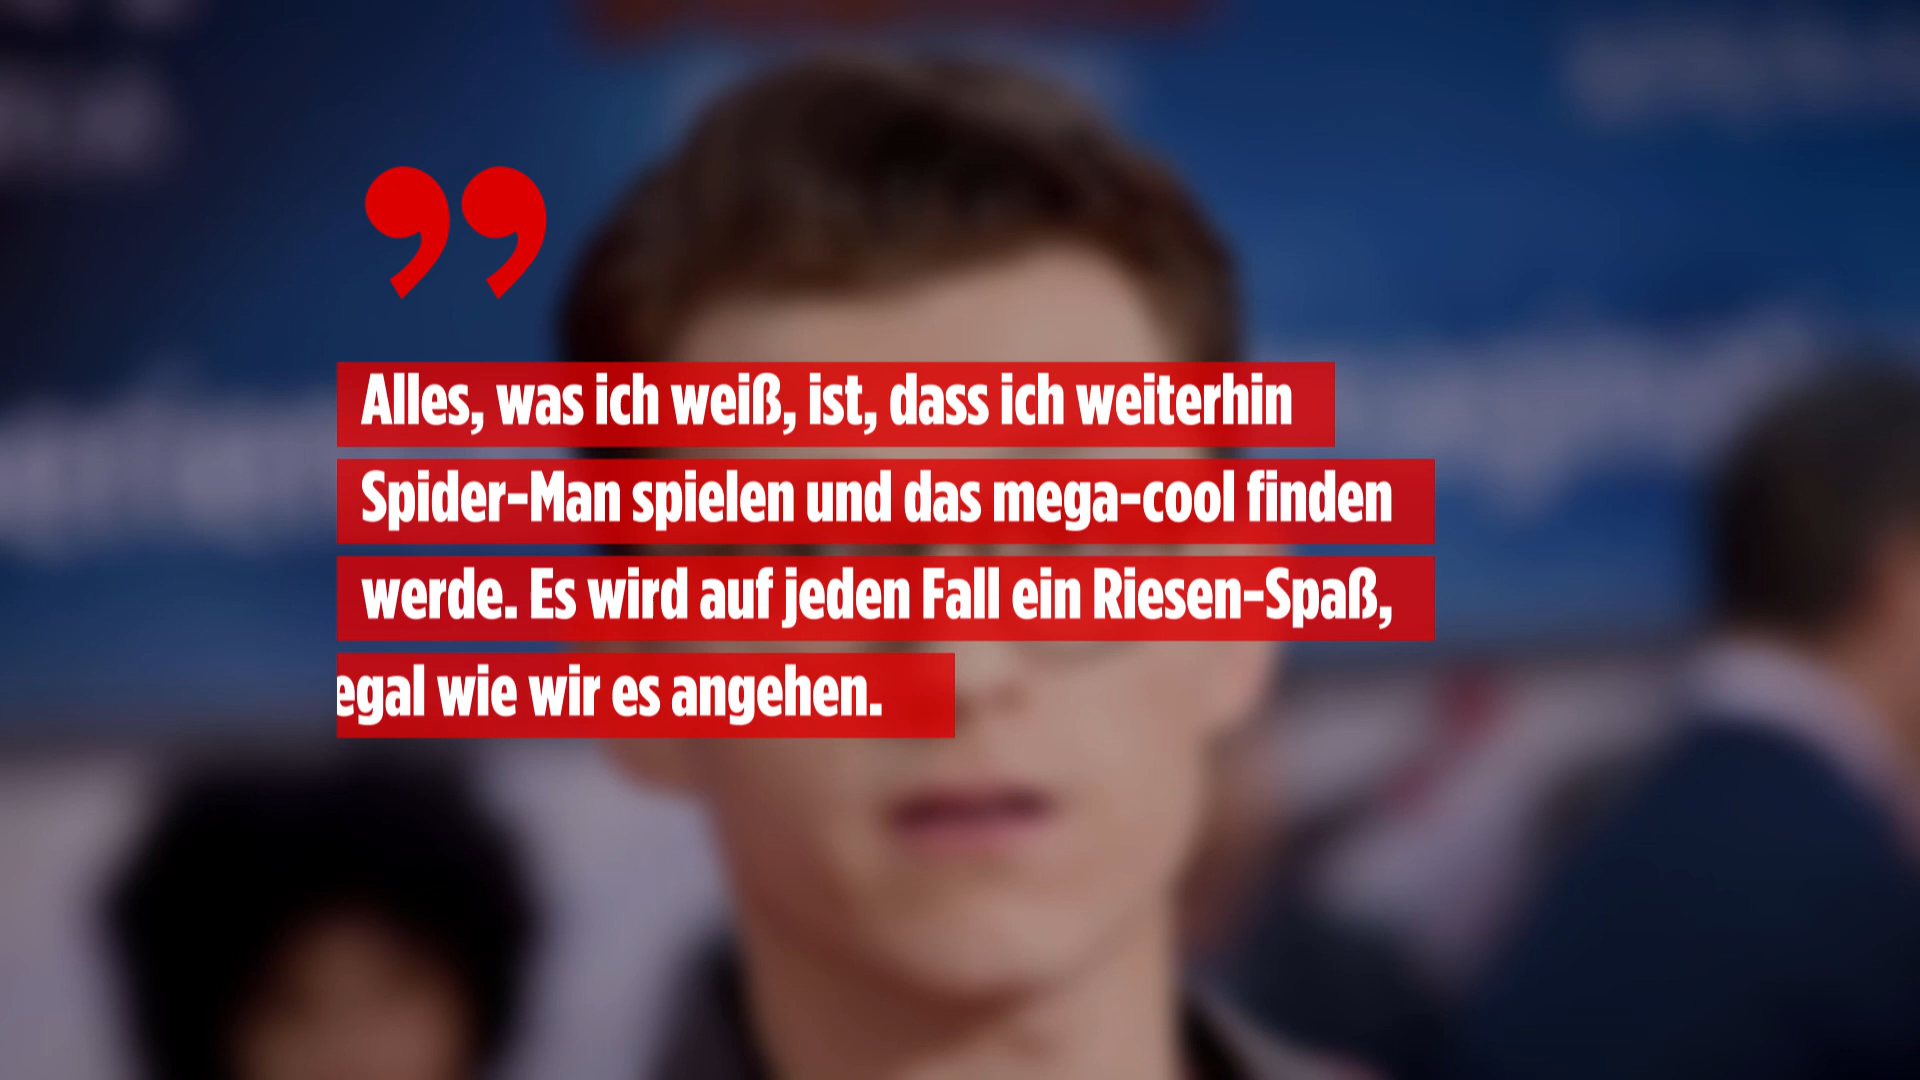 ”
Alles, was ich weiß, ist, dass ich weiterhin
Spider-Man spielen und das mega-cool finden
werde. Es wird auf jeden Fall ein Riesen-Spaß,
egal wie wir es angehen.